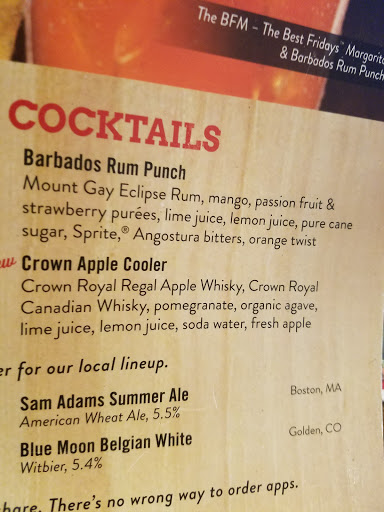 The BFM – The Best Fridays™ Margarita
& Barbados Rum Punch
COCKTAILS
Barbados Rum Punch
Mount Gay Eclipse Rum, mango, passion fruit &
strawberry purées, lime juice, lemon juice, pure cane
sugar, Sprite,® Angostura bitters, orange twist
Crown Apple Cooler
Crown Royal Regal Apple Whisky, Crown Royal
Canadian Whisky, pomegranate, organic agave,
lime juice, lemon juice, soda water, fresh apple
for our local lineup.
Sam Adams Summer Ale Boston, MA
American Wheat Ale, 5.5%
Blue Moon Belgian White Golden, CO
Witbier, 5.4%
share. There's no wrong way to order apps.